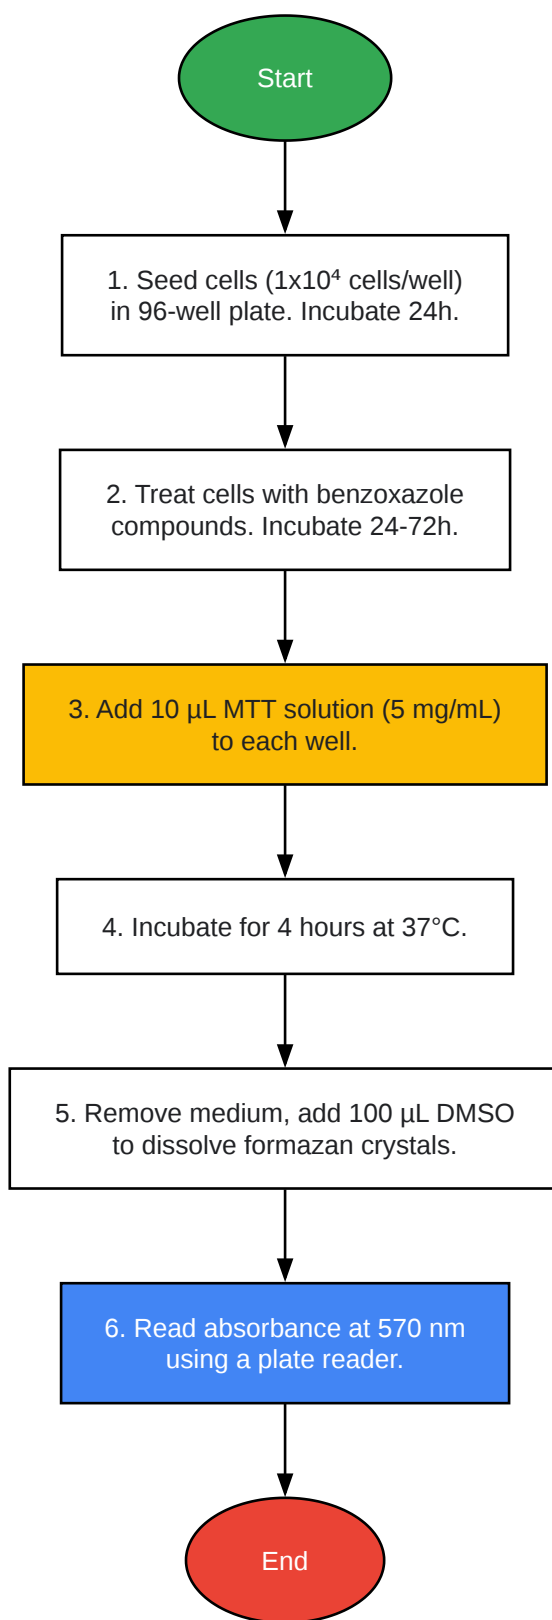 Start
1. Seed cells (1x10⁴ cells/well)
in 96-well plate. Incubate 24h.
2. Treat cells with benzoxazole
compounds. Incubate 24-72h.
3. Add 10 µL MTT solution (5 mg/mL)
to each well.
4. Incubate for 4 hours at 37°C.
5. Remove medium, add 100 µL DMSO
to dissolve formazan crystals.
6. Read absorbance at 570 nm
using a plate reader.
End